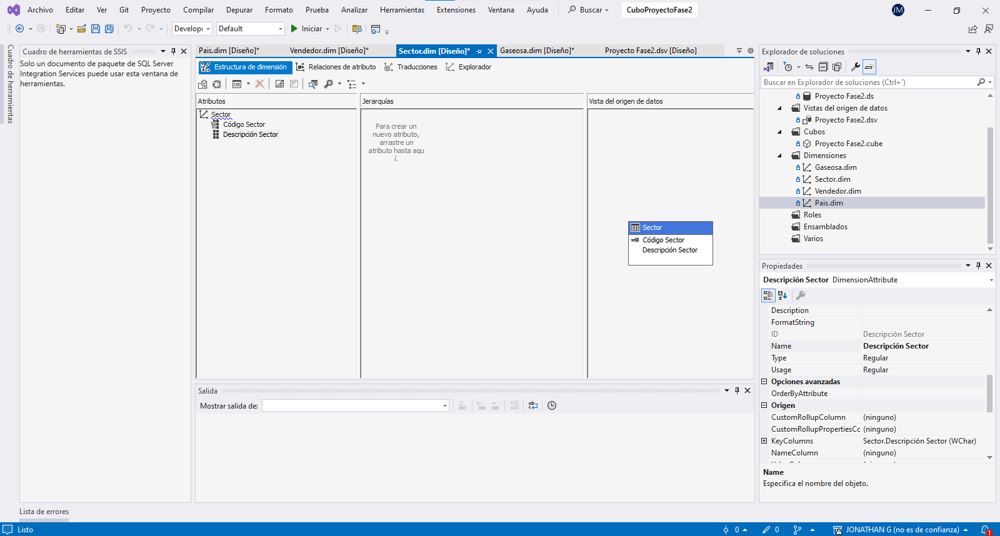 Archivo Editar Ver Git Proyecto Compilar Depurar Formato Prueba Analizar Herramientas Extensiones Ventana Ayuda Buscar CuboProyectoFase2 JM
Develop Default Iniciar
Cuadro de herramientas
Cuadro de herramientas de SSIS
Solo un documento de paquete de SQL Server
Integration Services puede usar esta ventana de
herramientas.
Pais.dim [Diseño]* Vendedor.dim [Diseño]* Sector.dim [Diseño]* Gaseosa.dim [Diseño]* Proyecto Fase2.dsv [Diseño]
Estructura de dimensión Relaciones de atributo Traducciones Explorador
Atributos
Sector
Código Sector
Descripción Sector
Jerarquías
Para crear un
nuevo atributo,
arrastre un
atributo hasta aqu
í.
Vista del origen de datos
Sector
Código Sector
Descripción Sector
Salida
Mostrar salida de:
Explorador de soluciones
Buscar en Explorador de soluciones (Ctrl+´)
Proyecto Fase2.ds
Vistas del origen de datos
Proyecto Fase2.dsv
Cubos
Proyecto Fase2.cube
Dimensiones
Gaseosa.dim
Sector.dim
Vendedor.dim
Pais.dim
Roles
Ensamblados
Varios
Propiedades
Descripción Sector DimensionAttribute
Description
FormatString
ID Descripción Sector
Name Descripción Sector
Type Regular
Usage Regular
Opciones avanzadas
OrderByAttribute
Origen
CustomRollupColumn (ninguno)
CustomRollupPropertiesCc (ninguno)
KeyColumns Sector.Descripción Sector (WChar)
NameColumn (ninguno)
Name
Especifica el nombre del objeto.
Lista de errores
Listo 0 0 JONATHAN G (no es de confianza) 1